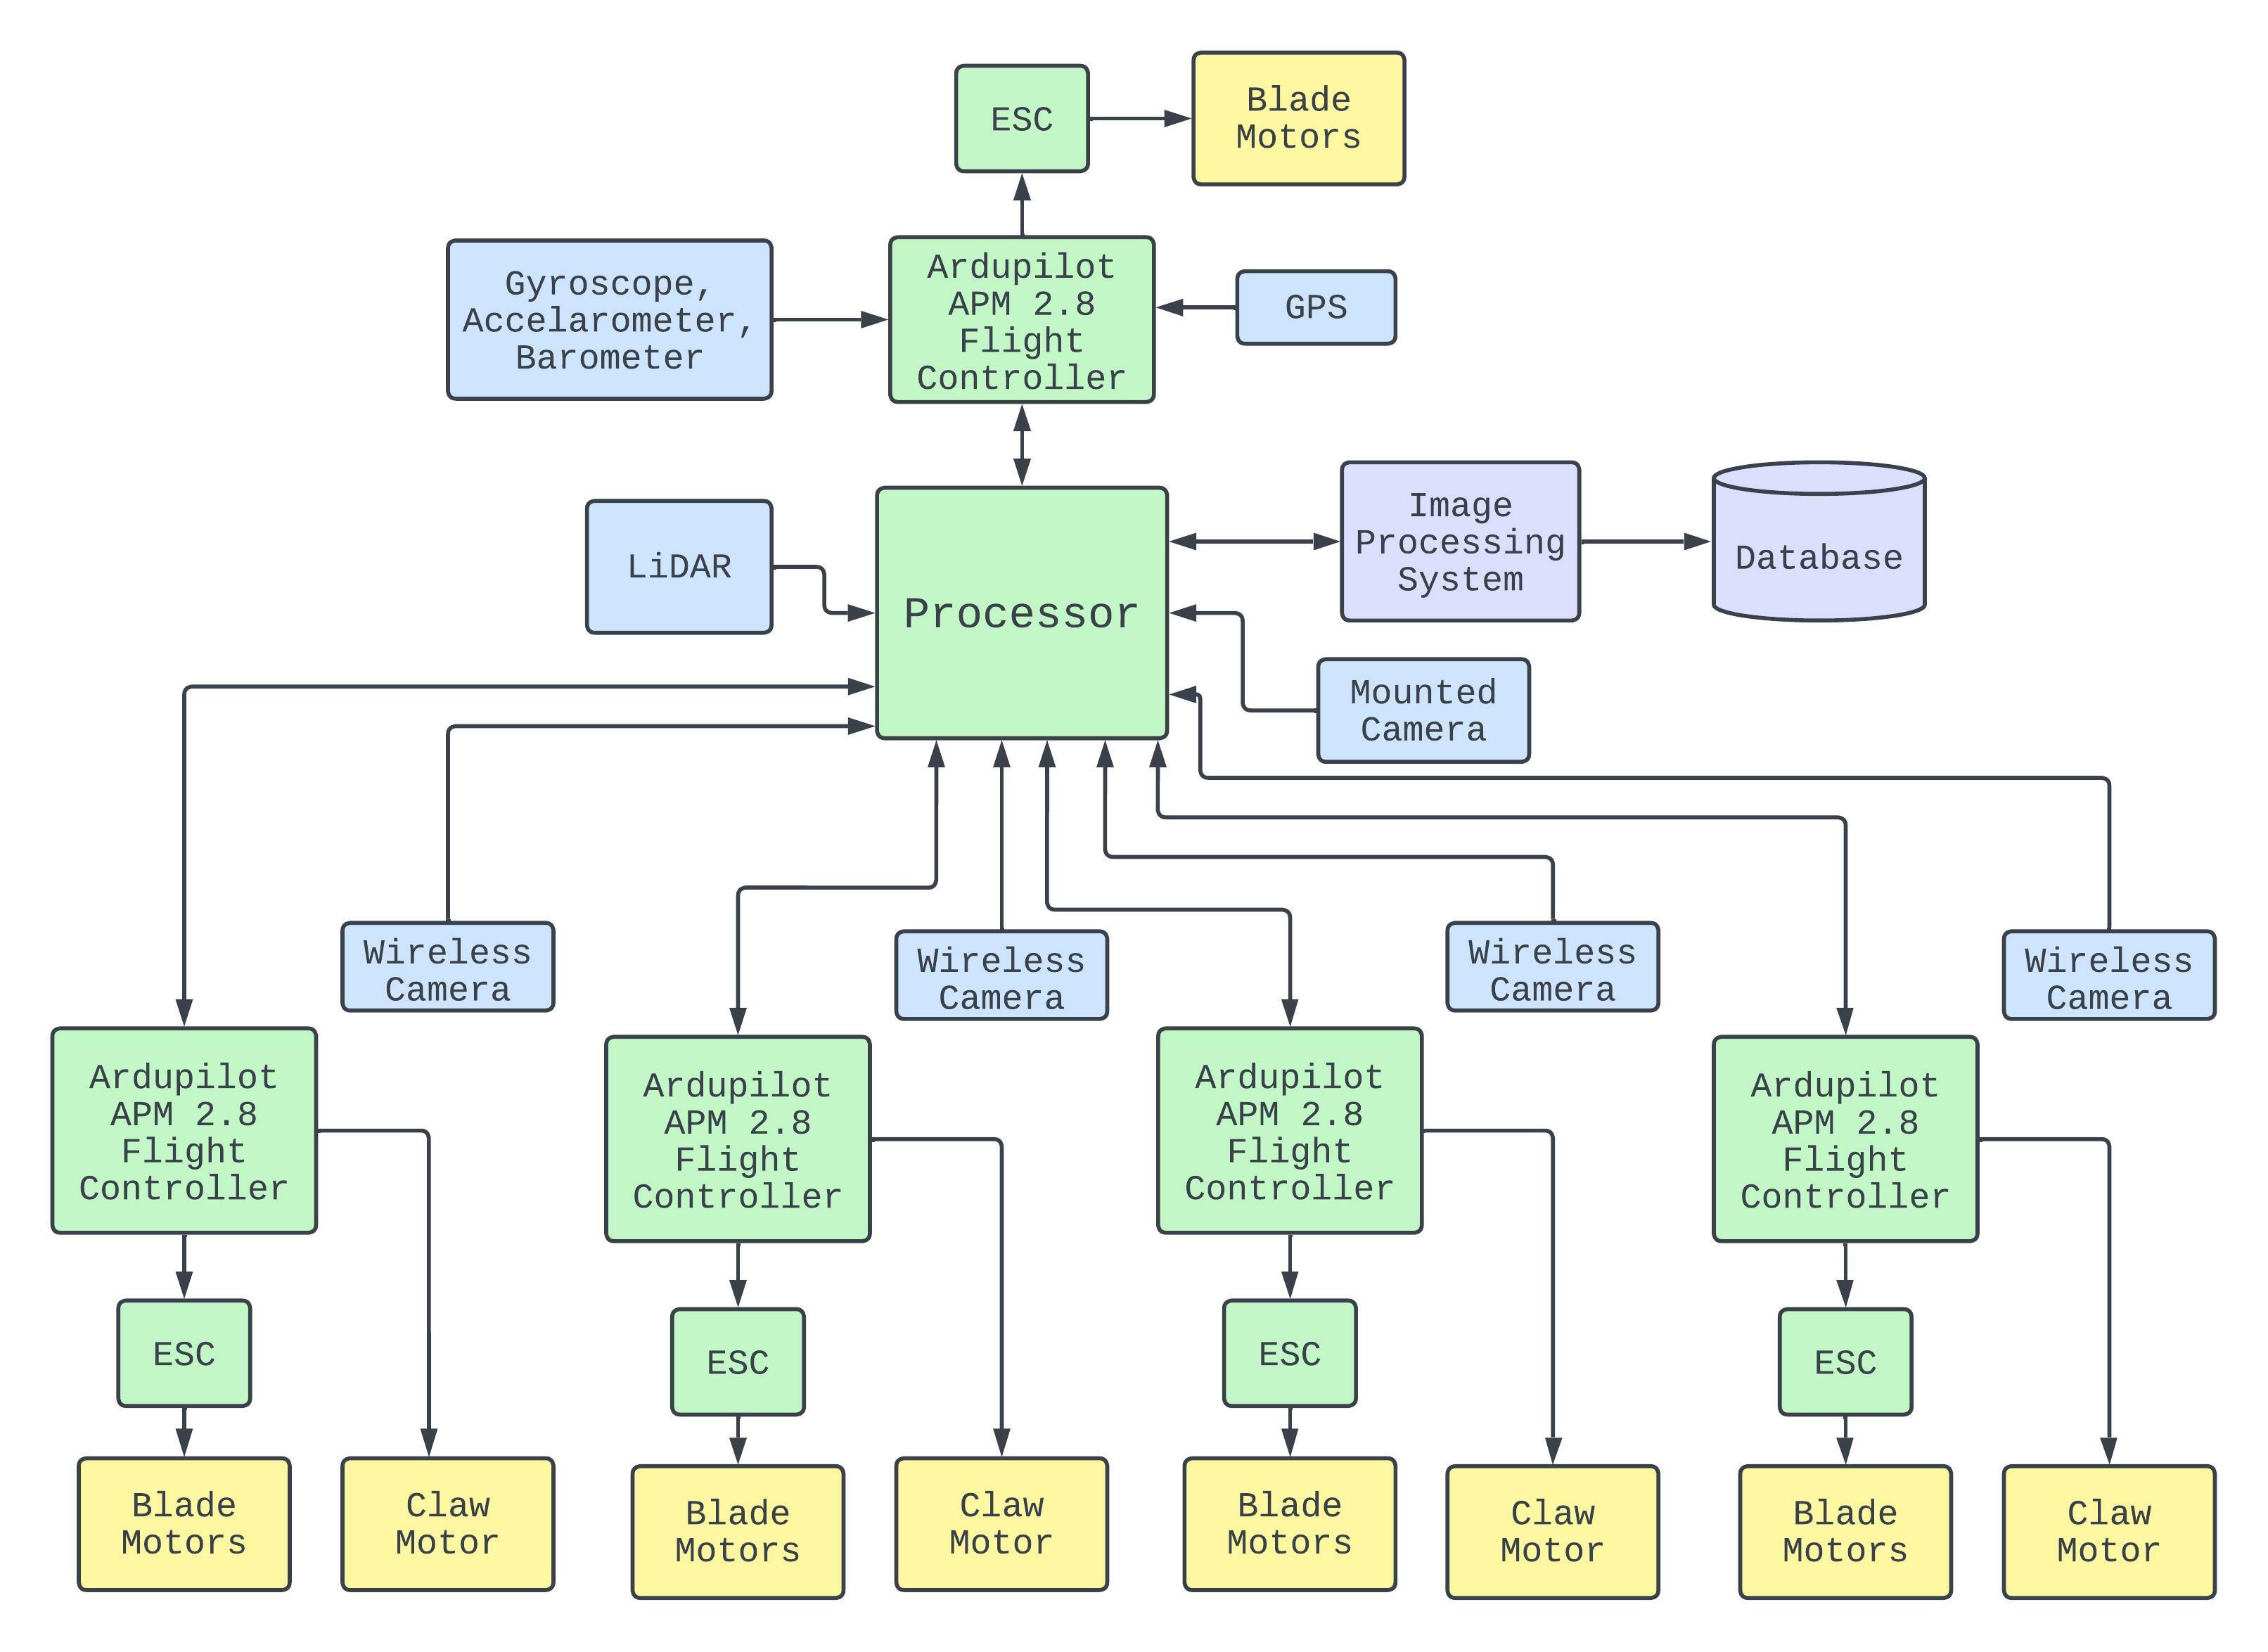 ESC
Blade
Motors
Gyroscope,
Accelarometer,
Barometer
Ardupilot
APM 2.8
Flight
Controller
GPS
LiDAR
Processor
Image
Processing
System
Database
Mounted
Camera
Wireless
Camera
Wireless
Camera
Wireless
Camera
Wireless
Camera
Ardupilot
APM 2.8
Flight
Controller
Ardupilot
APM 2.8
Flight
Controller
Ardupilot
APM 2.8
Flight
Controller
Ardupilot
APM 2.8
Flight
Controller
ESC
ESC
ESC
ESC
Blade
Motors
Claw
Motor
Blade
Motors
Claw
Motor
Blade
Motors
Claw
Motor
Blade
Motors
Claw
Motor